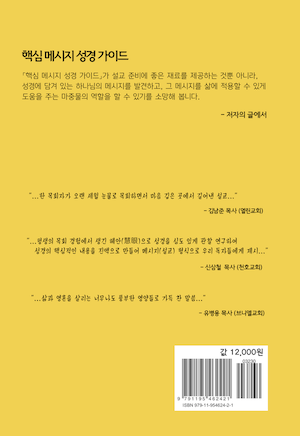 핵심 메시지 성경 가이드
『핵심 메시지 성경 가이드』가 설교 준비에 좋은 재료를 제공하는 것뿐 아니라,
성경에 담겨 있는 하나님의 메시지를 발견하고, 그 메시지를 삶에 적용할 수 있게
도움을 주는 마중물의 역할을 할 수 있기를 소망해 봅니다.
- 저자의 글에서
"...한 목회자가 오랜 세월 눈물로 목회하면서 마음 깊은 곳에서 길어낸 설교..."
- 김남준 목사 (열린교회)
"...평생의 목회 경험에서 생긴 혜안(慧眼)으로 성경을 심도 있게 관찰 연구하여
성경의 핵심적인 내용을 진액으로 만들어 메시지(설교) 형식으로 우리 독자들에게 제시..."
- 신삼철 목사 (천호교회)
"...삶과 영혼을 살리는 너무나도 풍부한 영양들로 가득 찬 말씀..."
- 유병용 목사 (브니엘교회)
값 12,000원
03230
9 791195 462421
ISBN 979-11-954624-2-1